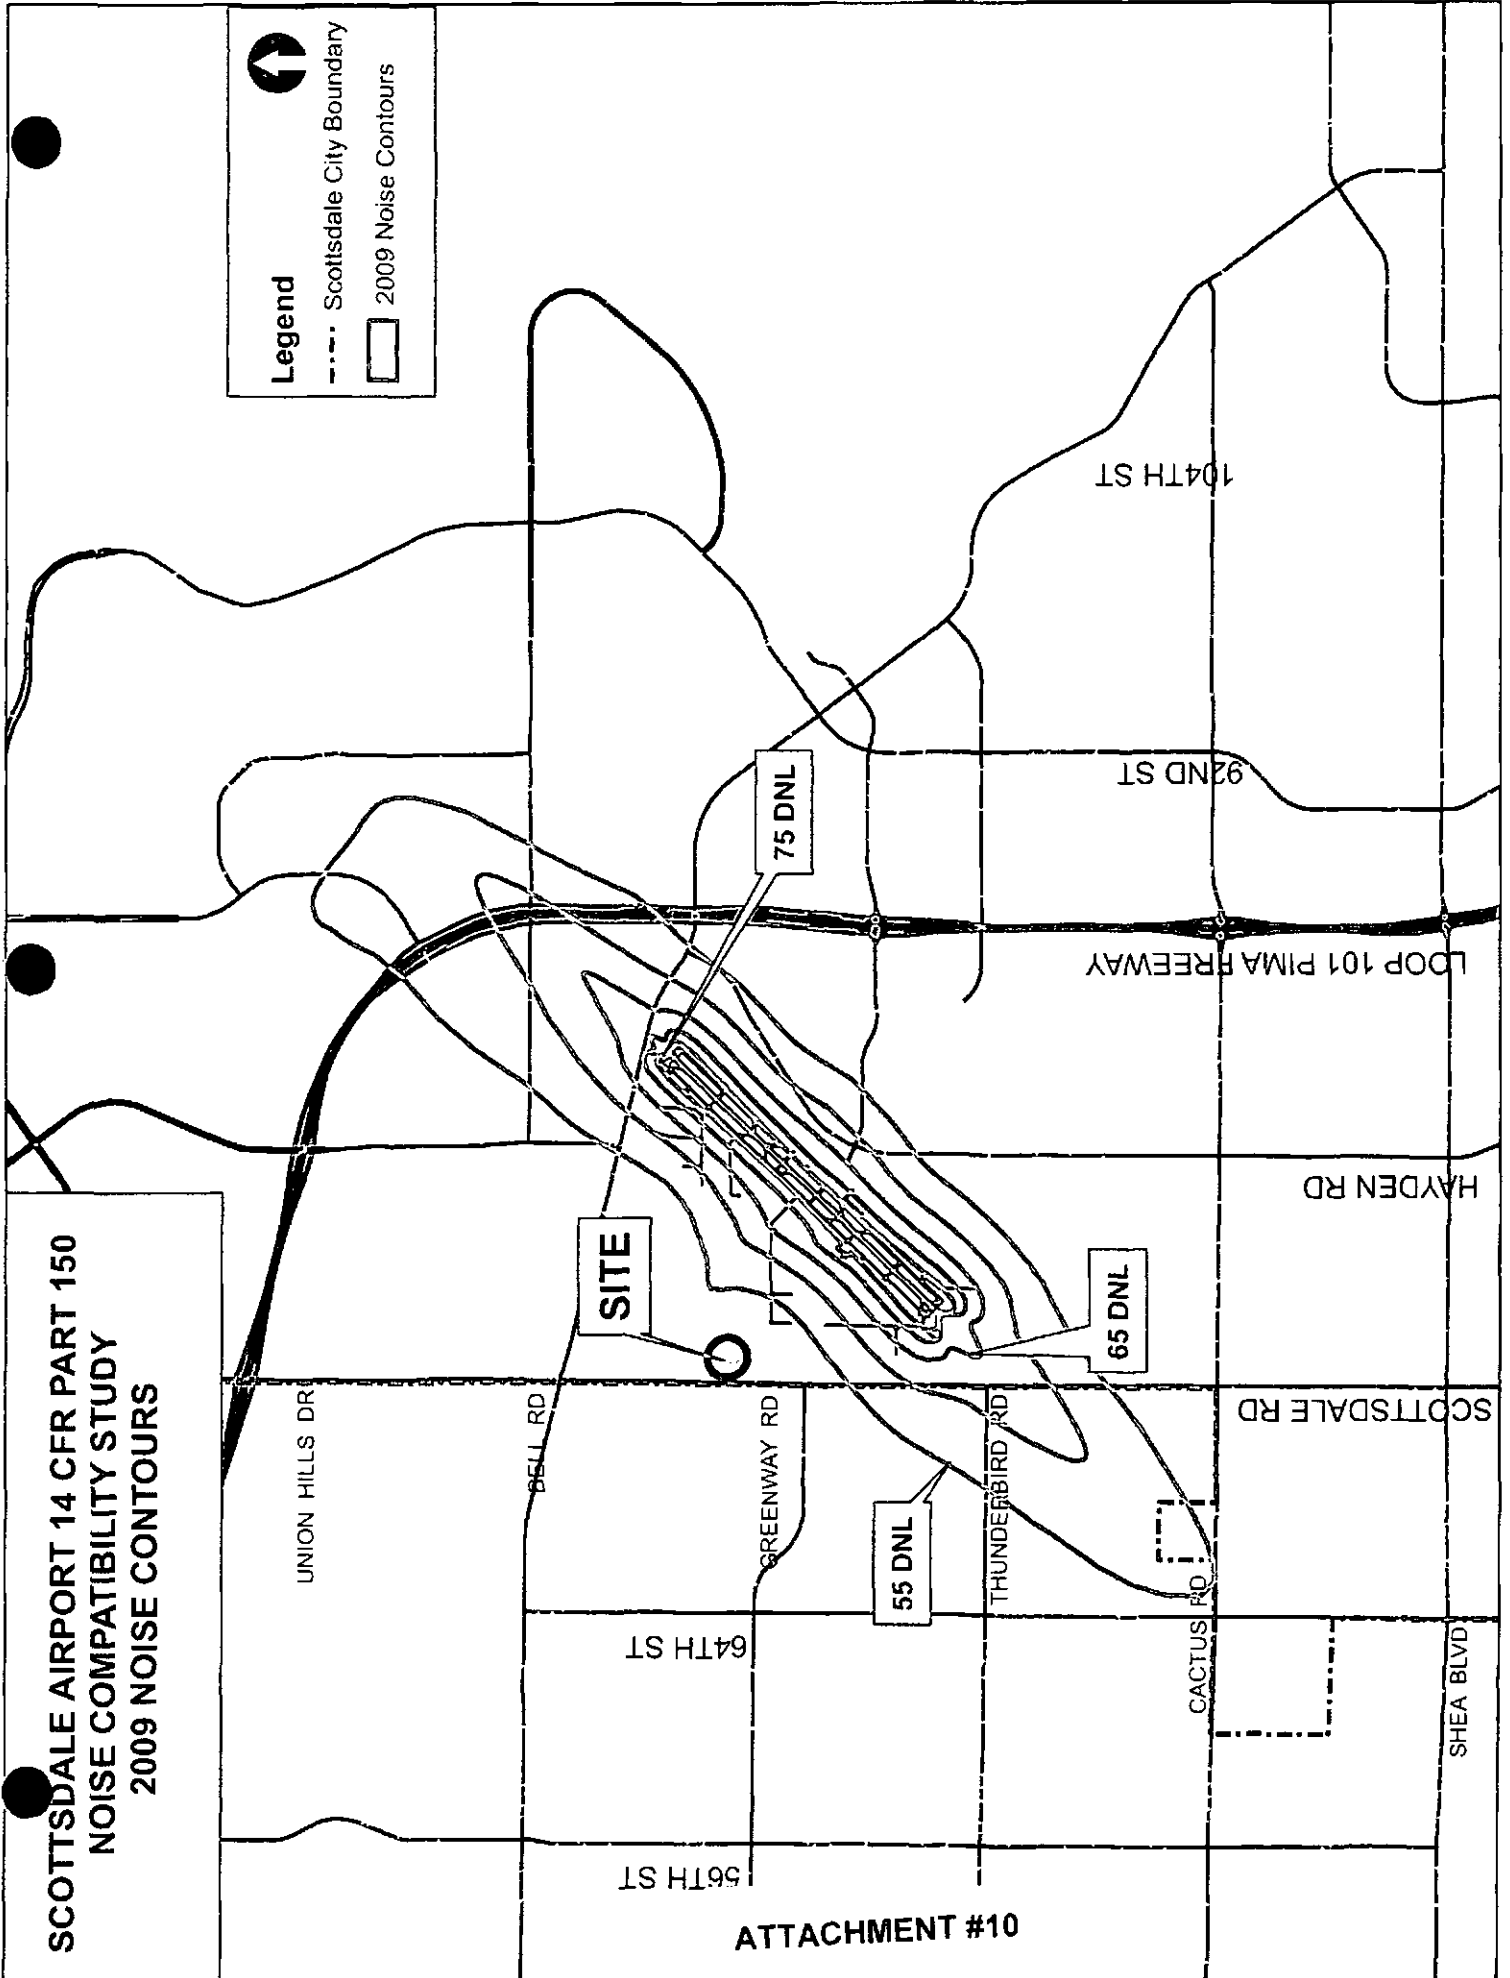 SCOTTSDALE AIRPORT 14 CFR PART 150
NOISE COMPATIBILITY STUDY
2009 NOISE CONTOURS
Legend
Scottsdale City Boundary
2009 Noise Contours
UNION HILLS DR
BELL RD
SITE
GREENWAY RD
75 DNL
55 DNL
65 DNL
THUNDERBIRD RD
CACTUS RD
SHEA BLVD
56TH ST
64TH ST
SCOTTSDALE RD
HAYDEN RD
LOOP 101 PIMA FREEWAY
92ND ST
104TH ST
ATTACHMENT #10